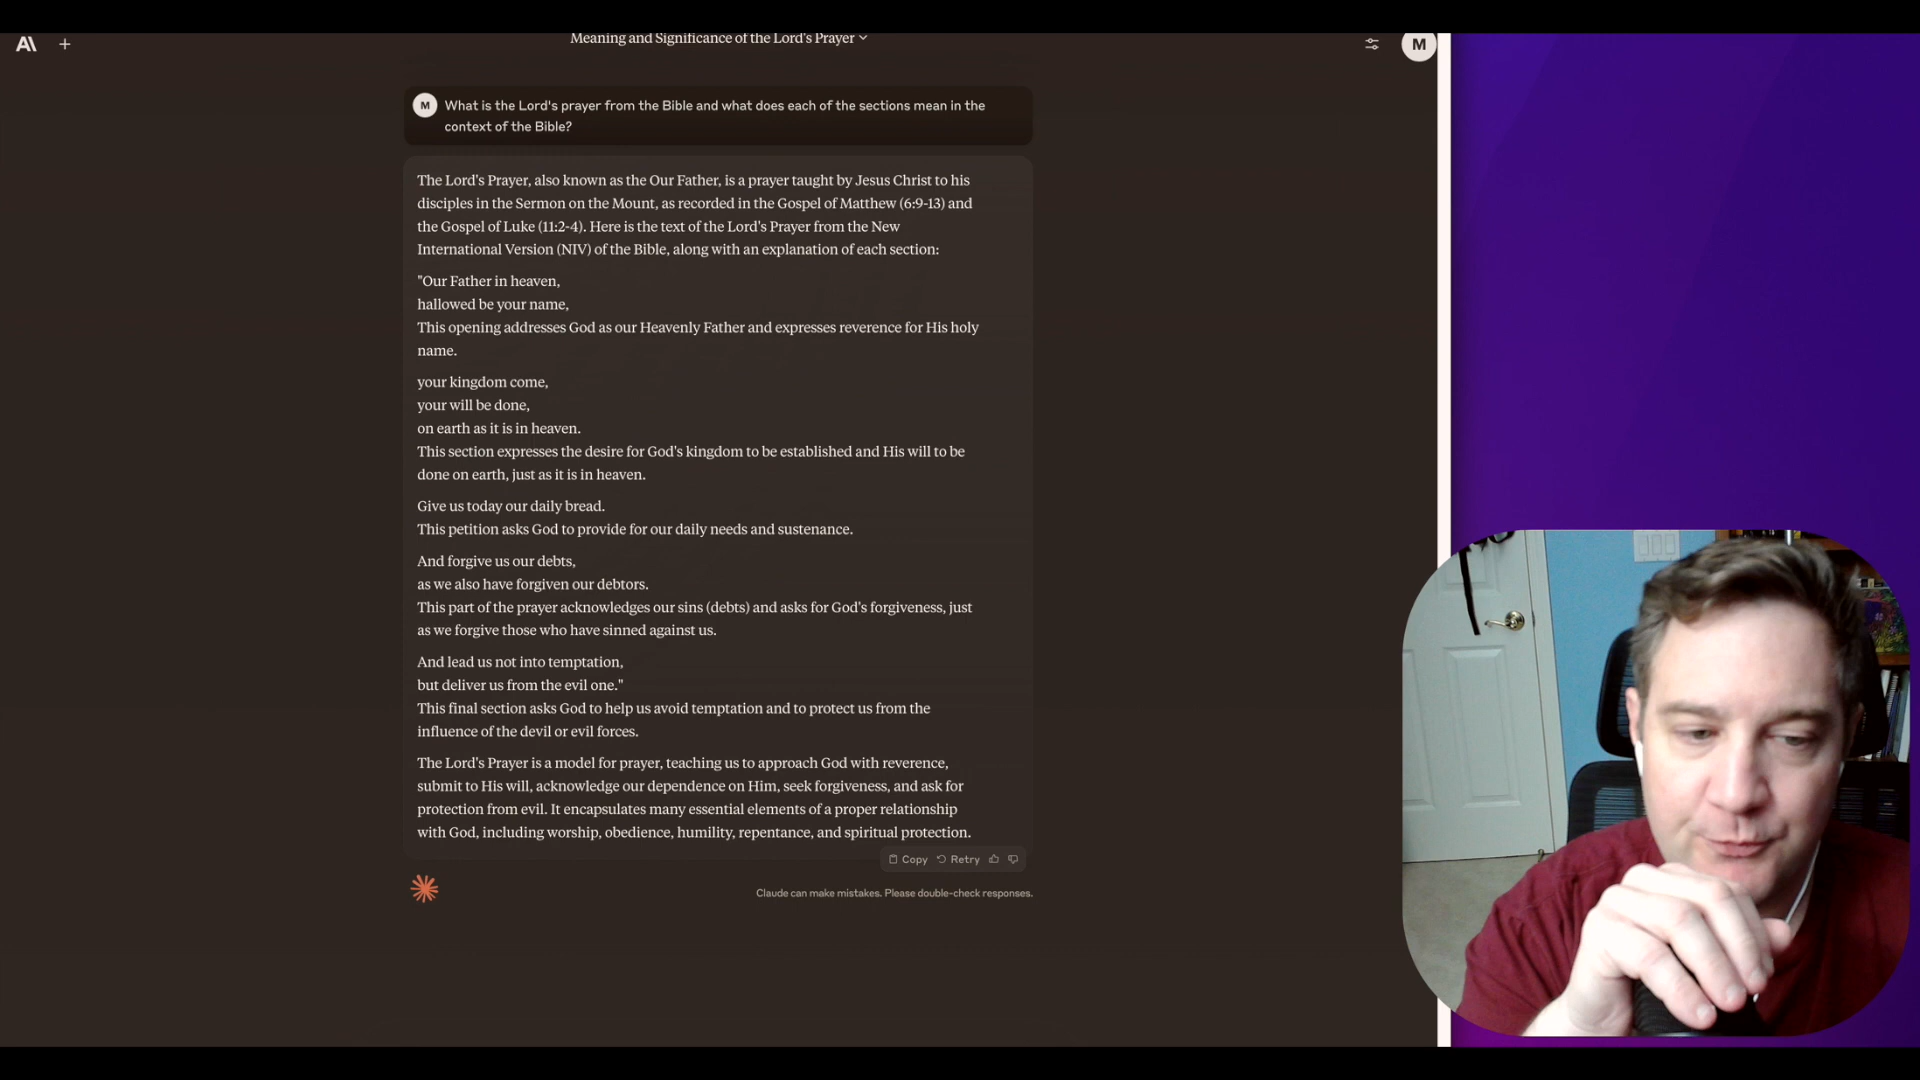 Meaning and Significance of the Lord's Prayer
M
M
What is the Lord's prayer from the Bible and what does each of the sections mean in the
context of the Bible?
The Lord's Prayer, also known as the Our Father, is a prayer taught by Jesus Christ to his
disciples in the Sermon on the Mount, as recorded in the Gospel of Matthew (6:9-13) and
the Gospel of Luke (11:2-4). Here is the text of the Lord's Prayer from the New
International Version (NIV) of the Bible, along with an explanation of each section:
"Our Father in heaven,
hallowed be your name,
This opening addresses God as our Heavenly Father and expresses reverence for His holy
name.
your kingdom come,
your will be done,
on earth as it is in heaven.
This section expresses the desire for God's kingdom to be established and His will to be
done on earth, just as it is in heaven.
Give us today our daily bread.
This petition asks God to provide for our daily needs and sustenance.
And forgive us our debts,
as we also have forgiven our debtors.
This part of the prayer acknowledges our sins (debts) and asks for God's forgiveness, just
as we forgive those who have sinned against us.
And lead us not into temptation,
but deliver us from the evil one."
This final section asks God to help us avoid temptation and to protect us from the
influence of the devil or evil forces.
The Lord's Prayer is a model for prayer, teaching us to approach God with reverence,
submit to His will, acknowledge our dependence on Him, seek forgiveness, and ask for
protection from evil. It encapsulates many essential elements of a proper relationship
with God, including worship, obedience, humility, repentance, and spiritual protection.
Copy Retry
Claude can make mistakes. Please double-check responses.